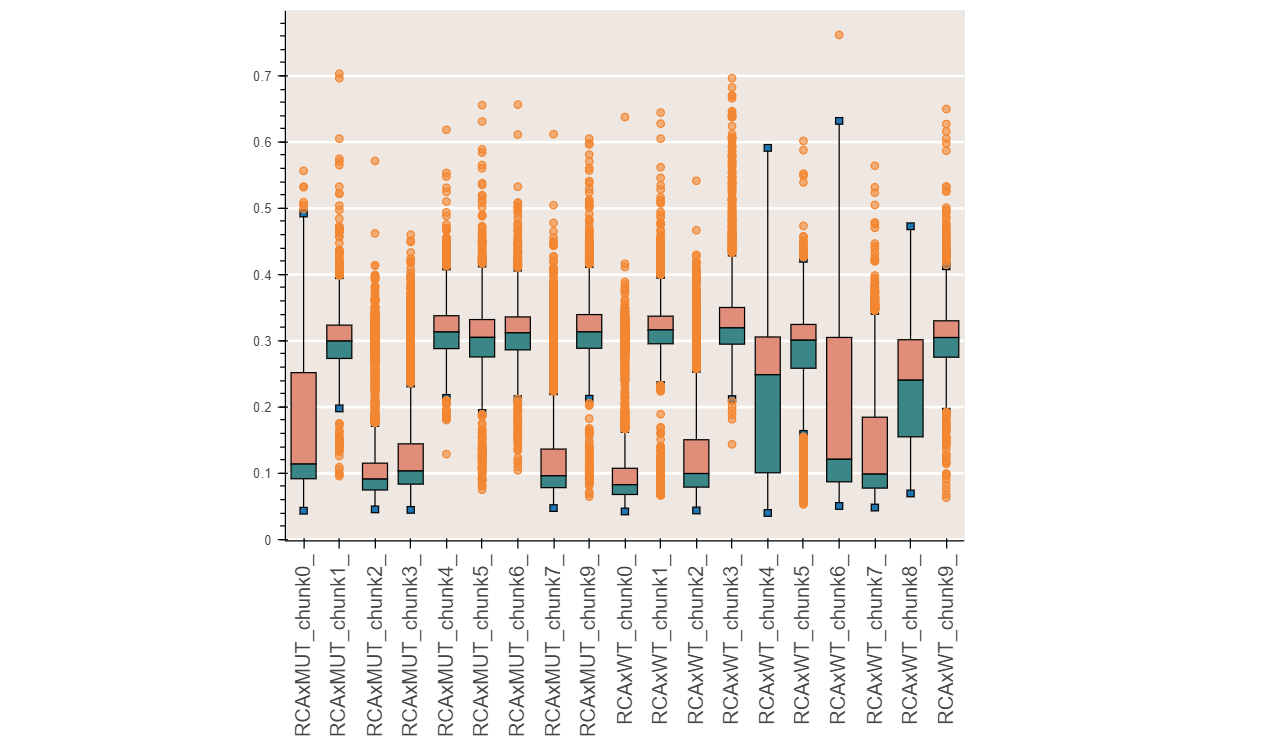 0.7
0.6
0.5
0.4
0.3
0.2
0.1
0
RCAxMUT_chunk0_
RCAxMUT_chunk1_
RCAxMUT_chunk2_
RCAxMUT_chunk3_
RCAxMUT_chunk4_
RCAxMUT_chunk5_
RCAxMUT_chunk6_
RCAxMUT_chunk7_
RCAxMUT_chunk9_
RCAxWT_chunk0_
RCAxWT_chunk1_
RCAxWT_chunk2_
RCAxWT_chunk3_
RCAxWT_chunk4_
RCAxWT_chunk5_
RCAxWT_chunk6_
RCAxWT_chunk7_
RCAxWT_chunk8_
RCAxWT_chunk9_